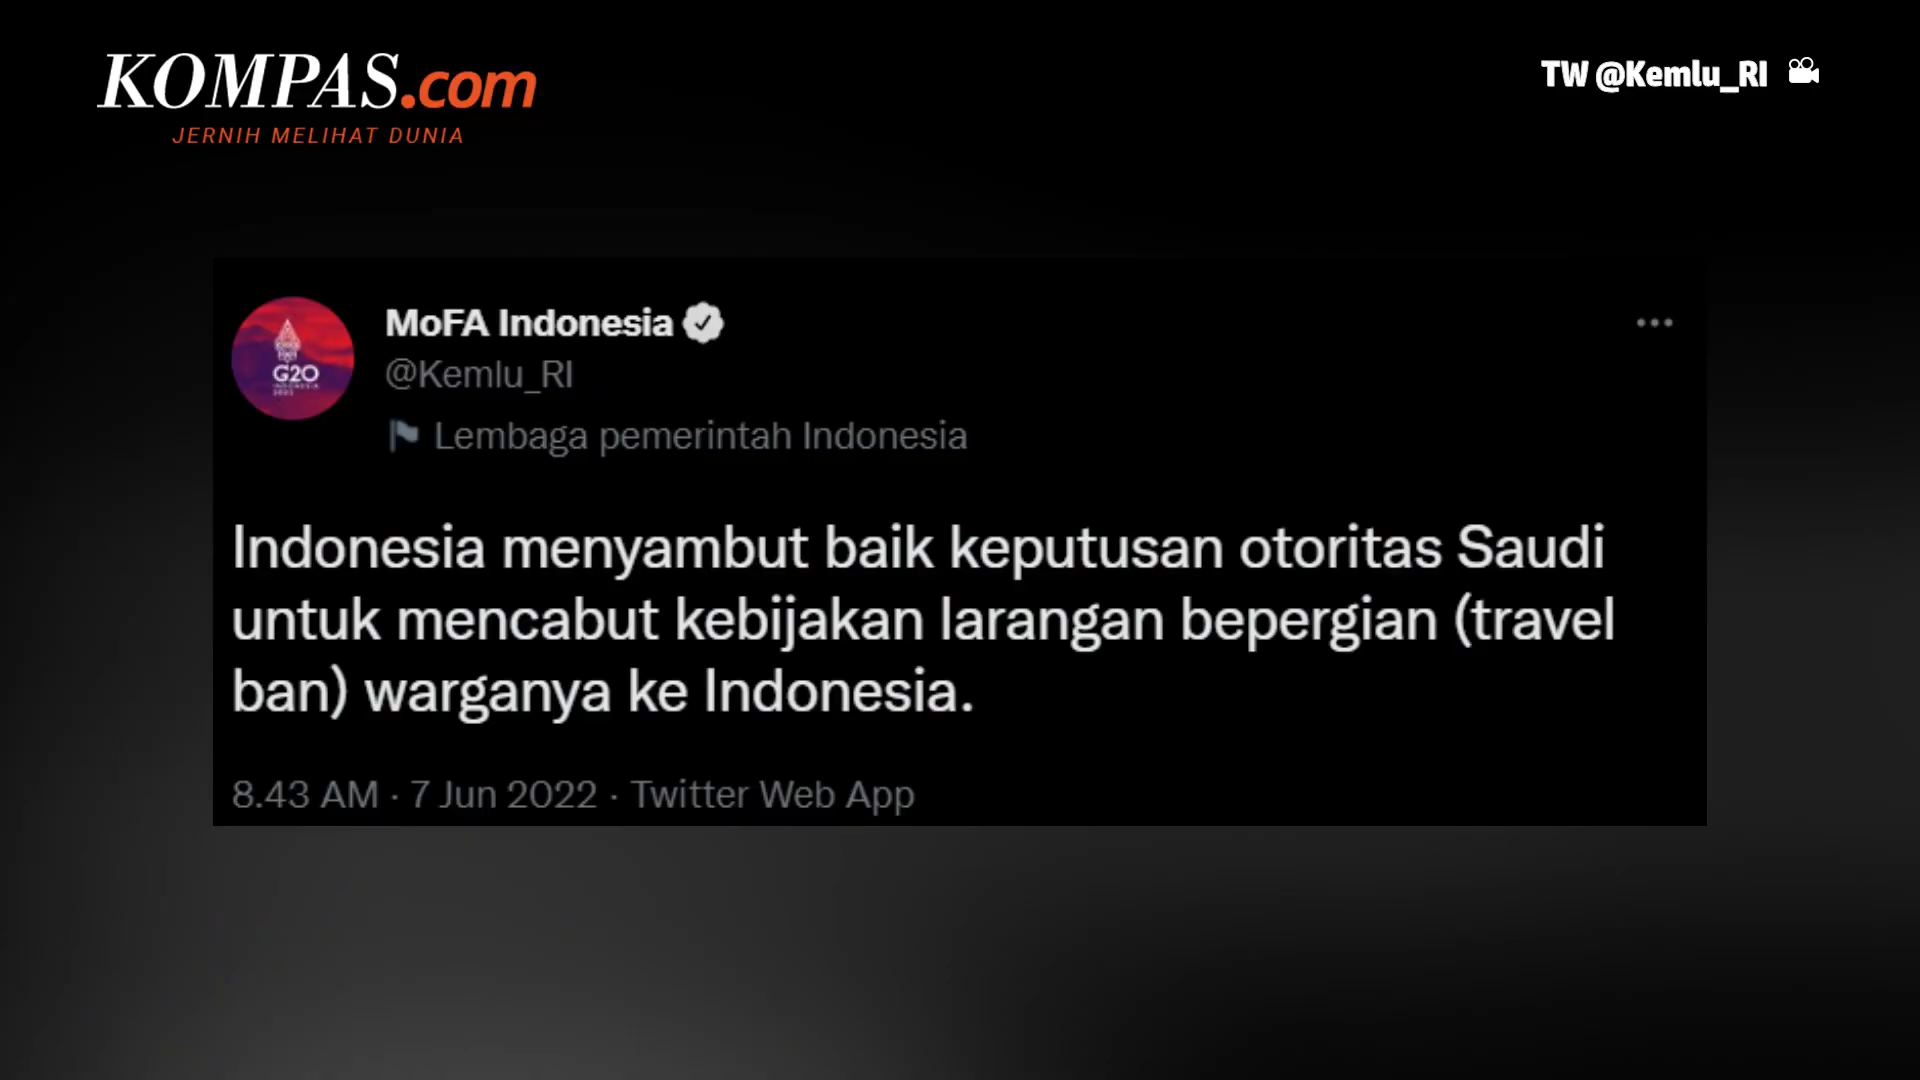 KOMPAS.com
JERNIH MELIHAT DUNIA
TW @Kemlu_RI
MoFA Indonesia
@Kemlu_RI
Lembaga pemerintah Indonesia
G20
INDONESIA
2022
Indonesia menyambut baik keputusan otoritas Saudi
untuk mencabut kebijakan larangan bepergian (travel
ban) warganya ke Indonesia.
8.43 AM · 7 Jun 2022 · Twitter Web App